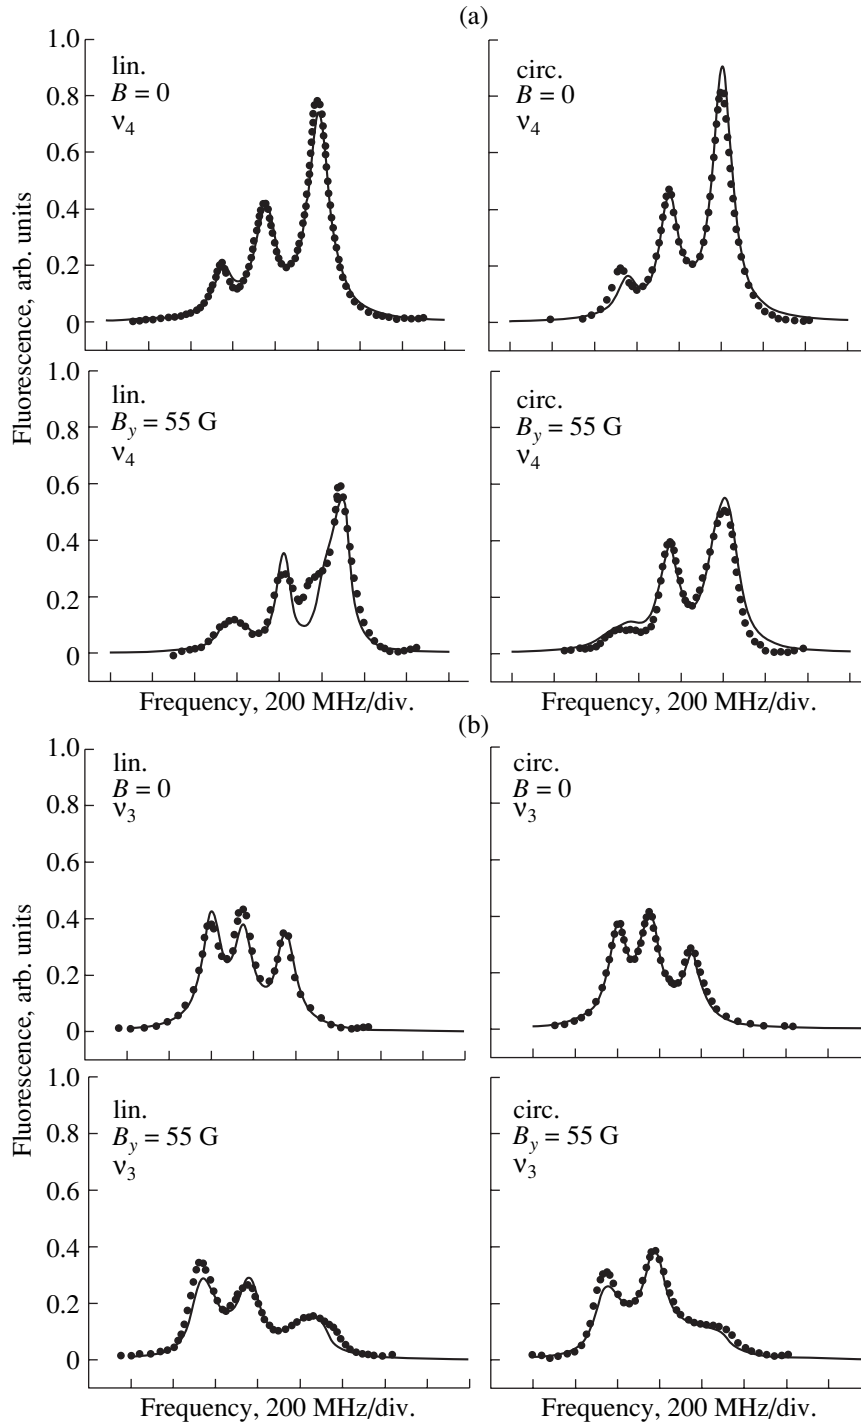 (a)
Fluorescence, arb. units
1.0
0.8
0.6
0.4
0.2
0
lin.
B = 0
ν4
circ.
B = 0
ν4
1.0
0.8
0.6
0.4
0.2
0
lin.
By = 55 G
ν4
circ.
By = 55 G
ν4
Frequency, 200 MHz/div.
Frequency, 200 MHz/div.
(b)
Fluorescence, arb. units
1.0
0.8
0.6
0.4
0.2
0
lin.
B = 0
ν3
circ.
B = 0
ν3
1.0
0.8
0.6
0.4
0.2
0
lin.
By = 55 G
ν3
circ.
By = 55 G
ν3
Frequency, 200 MHz/div.
Frequency, 200 MHz/div.